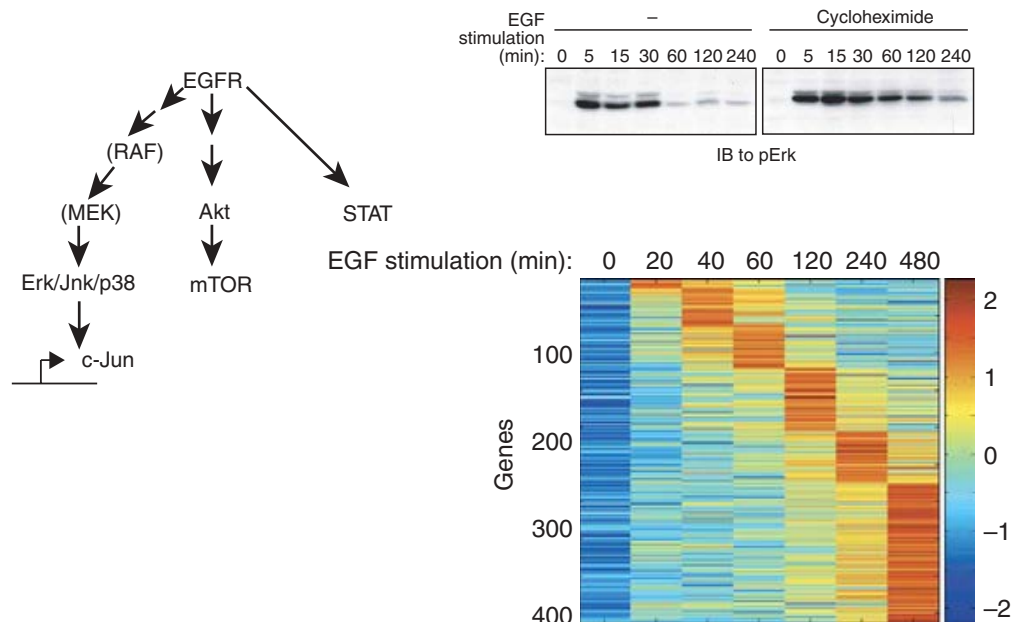 EGFR
(RAF)
(MEK)
Akt
STAT
Erk/Jnk/p38
mTOR
c-Jun
EGF
stimulation
(min):
–
Cycloheximide
0 5 15 30 60 120 240
0 5 15 30 60 120 240
IB to pErk
EGF stimulation (min): 0 20 40 60 120 240 480
Genes
100
200
300
400
2
1
0
–1
–2